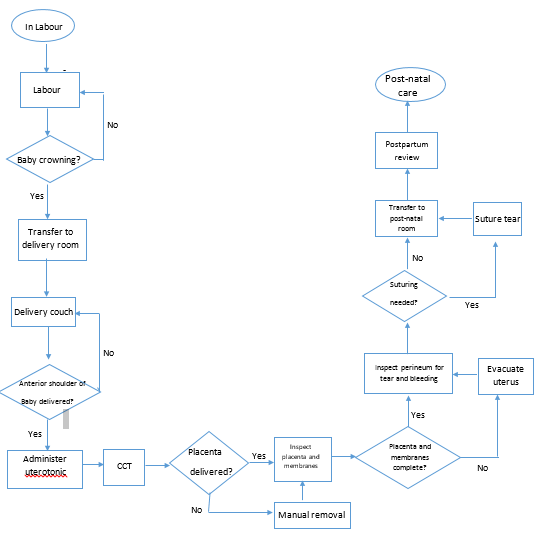 In Labour
Labour
No
Baby crowning?
Yes
Transfer to
delivery room
Delivery couch
No
Anterior shoulder of
Baby delivered?
Yes
Administer
uterotonic
CCT
Placenta
delivered?
Yes
No
Inspect
placenta and
membranes
Manual removal
Placenta and
membranes
complete?
No
Yes
Evacuate
uterus
Inspect perineum for
tear and bleeding
Suturing
needed?
Yes
No
Suture tear
Transfer to
post-natal
room
Postpartum
review
Post-natal
care